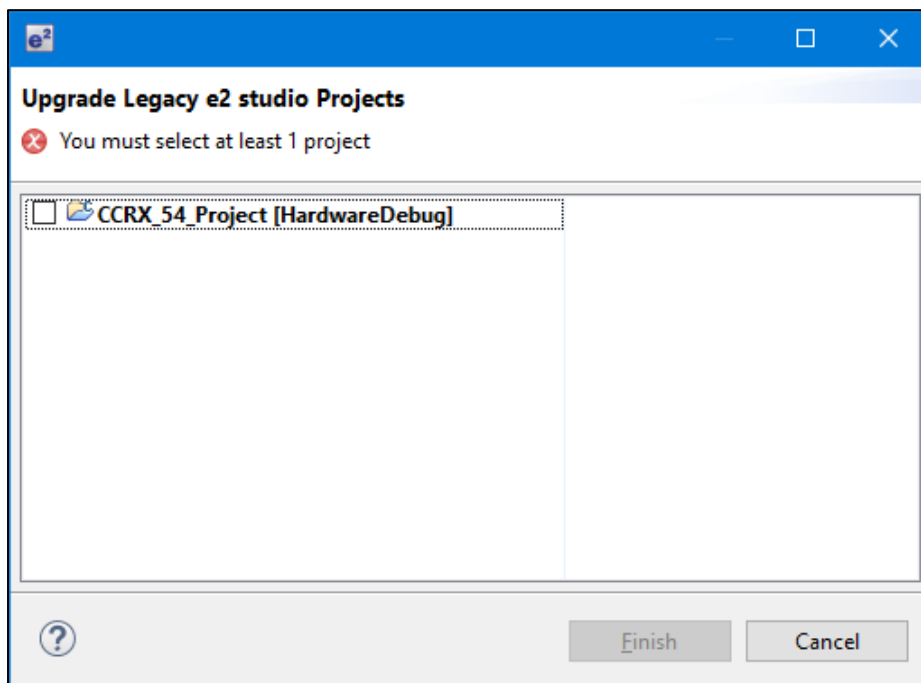 e²
Upgrade Legacy e2 studio Projects
You must select at least 1 project
CCRX_54_Project [HardwareDebug]
?
Finish
Cancel